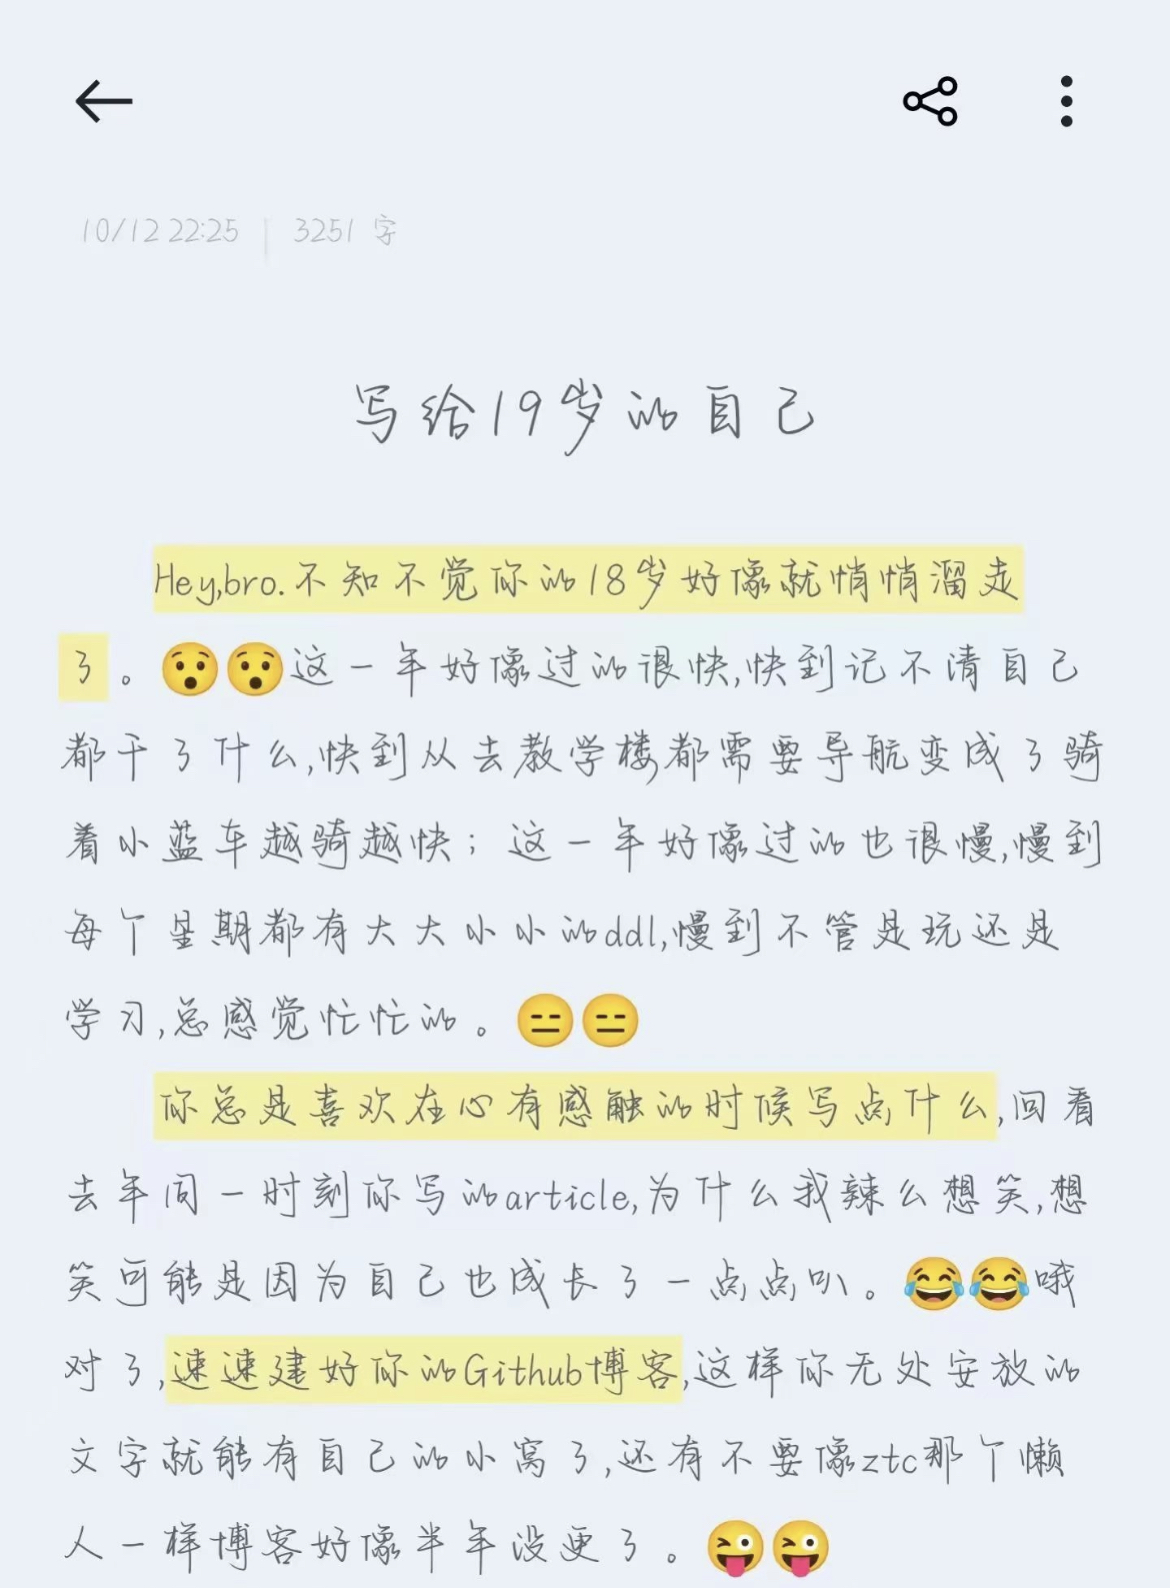 10/12 22:25 | 3251 字
写给19岁的自己
Hey,bro.不知不觉你的18岁好像就悄悄溜走
了。😯😯这一年好像过的很快,快到记不清自己
都干了什么,快到从去教学楼都需要导航变成了骑
着小蓝车越骑越快；这一年好像过的也很慢,慢到
每个星期都有大大小小的ddl,慢到不管是玩还是
学习,总感觉忙忙的。😑😑
你总是喜欢在心有感触的时候写点什么,回看
去年同一时刻你写的article,为什么我辣么想笑,想
笑可能是因为自己也成长了一点点叭。😂😂哦
对了,速速建好你的Github博客,这样你无处安放的
文字就能有自己的小窝了,还有不要像ztc那个懒
人一样博客好像半年没更了。😜😜